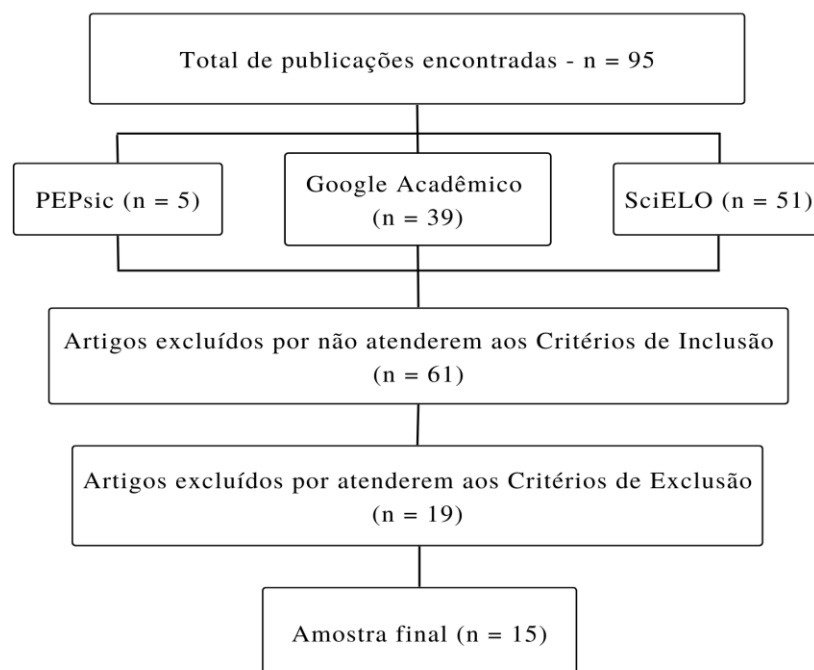 Total de publicações encontradas - n = 95
PEPsic (n = 5)
Google Acadêmico
(n = 39)
SciELO (n = 51)
Artigos excluídos por não atenderem aos Critérios de Inclusão
(n = 61)
Artigos excluídos por atenderem aos Critérios de Exclusão
(n = 19)
Amostra final (n = 15)